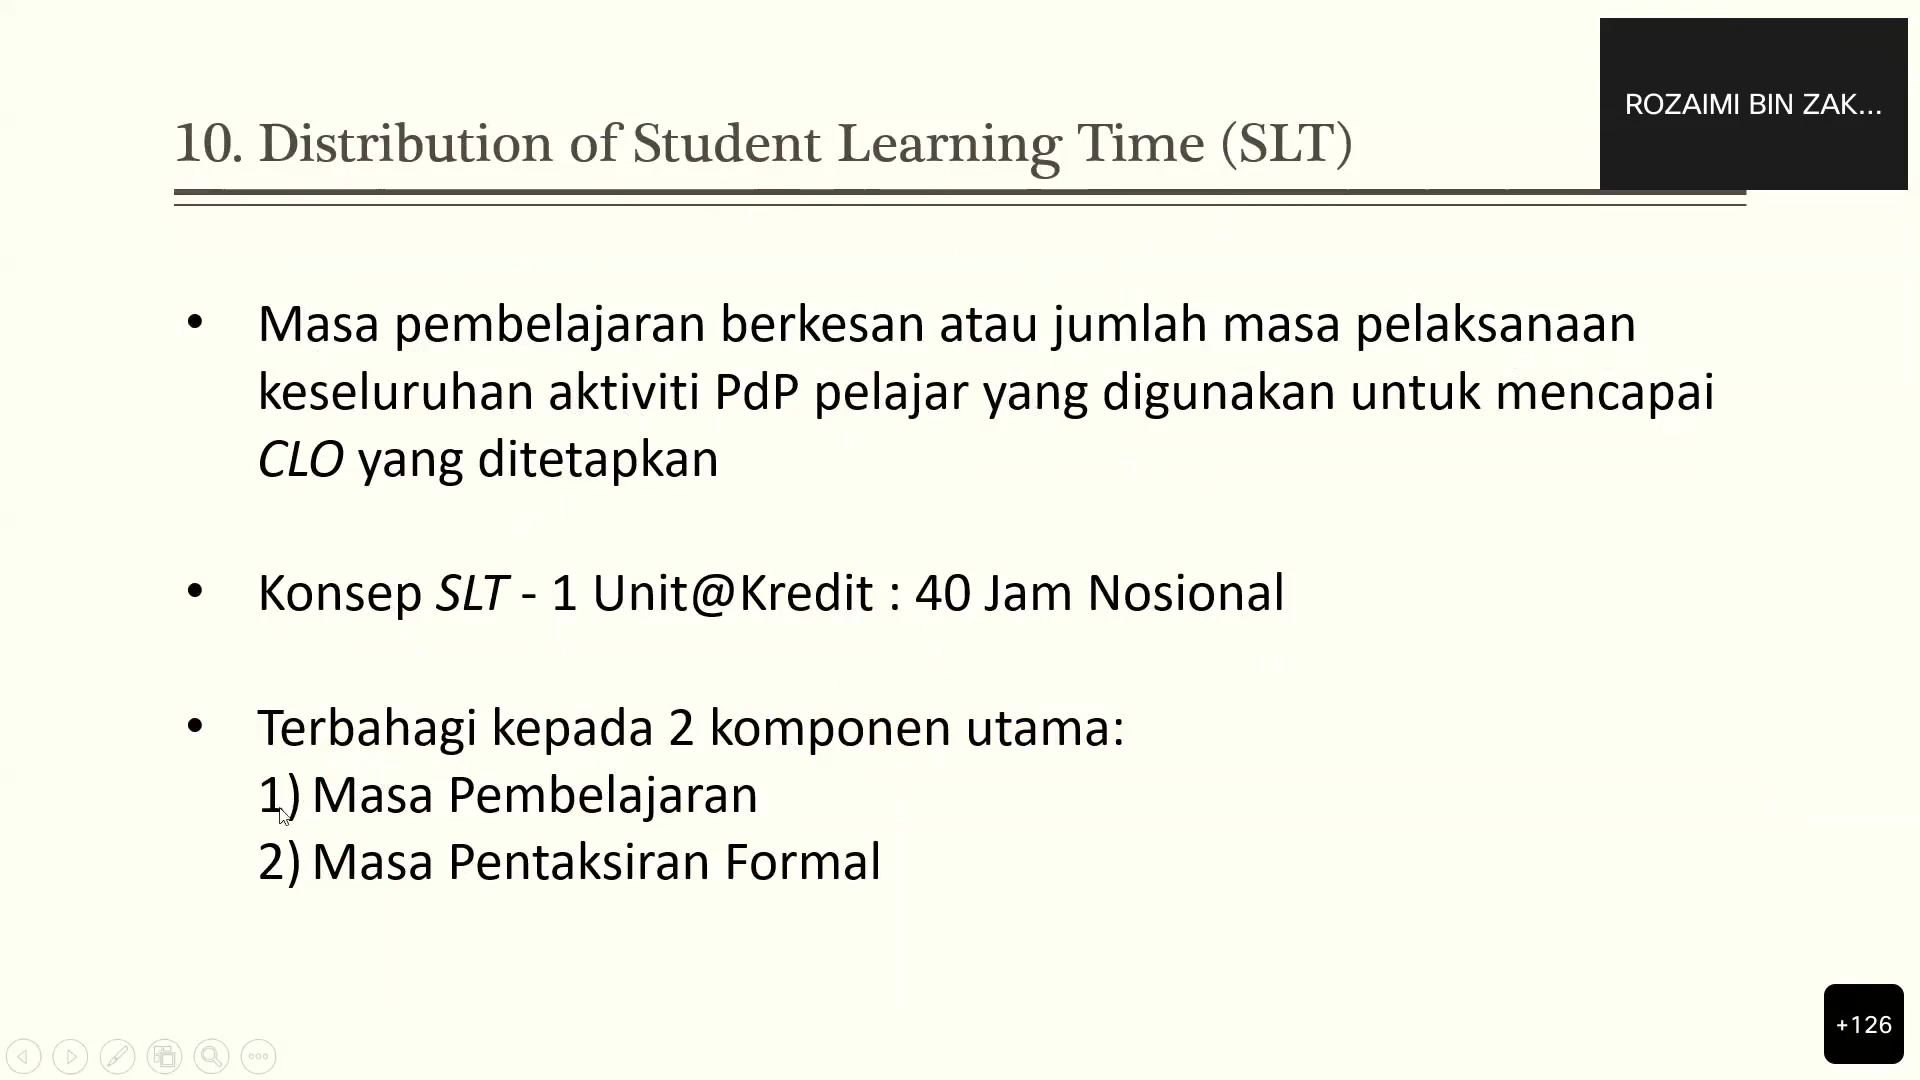 ROZAIMI BIN ZAK...
10. Distribution of Student Learning Time (SLT)
• Masa pembelajaran berkesan atau jumlah masa pelaksanaan
keseluruhan aktiviti PdP pelajar yang digunakan untuk mencapai
CLO yang ditetapkan
• Konsep SLT - 1 Unit@Kredit : 40 Jam Nosional
• Terbahagi kepada 2 komponen utama:
1) Masa Pembelajaran
2) Masa Pentaksiran Formal
+126